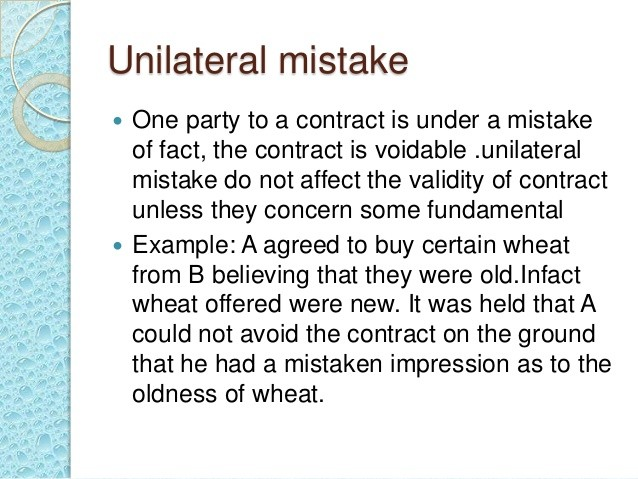 Unilateral mistake
One party to a contract is under a mistake
of fact, the contract is voidable .unilateral
mistake do not affect the validity of contract
unless they concern some fundamental
Example: A agreed to buy certain wheat
from B believing that they were old.Infact
wheat offered were new. It was held that A
could not avoid the contract on the ground
that he had a mistaken impression as to the
oldness of wheat.